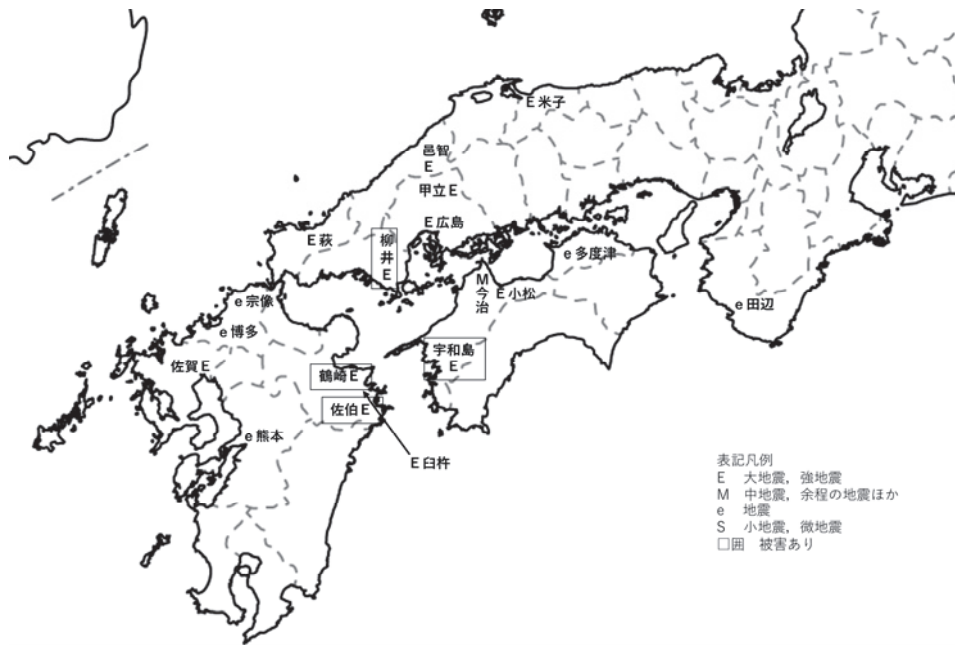 E 米子
邑智
E
甲立 E
E 広島
E 萩
柳井E
e 多度津
M今治
E 小松
e 宗像
e 田辺
e 博多
宇和島
E
佐賀 E
鶴崎 E
佐伯 E
e 熊本
E 臼杵
表記凡例
E 大地震，強地震
M 中地震，余程の地震ほか
e 地震
S 小地震，微地震
□囲 被害あり